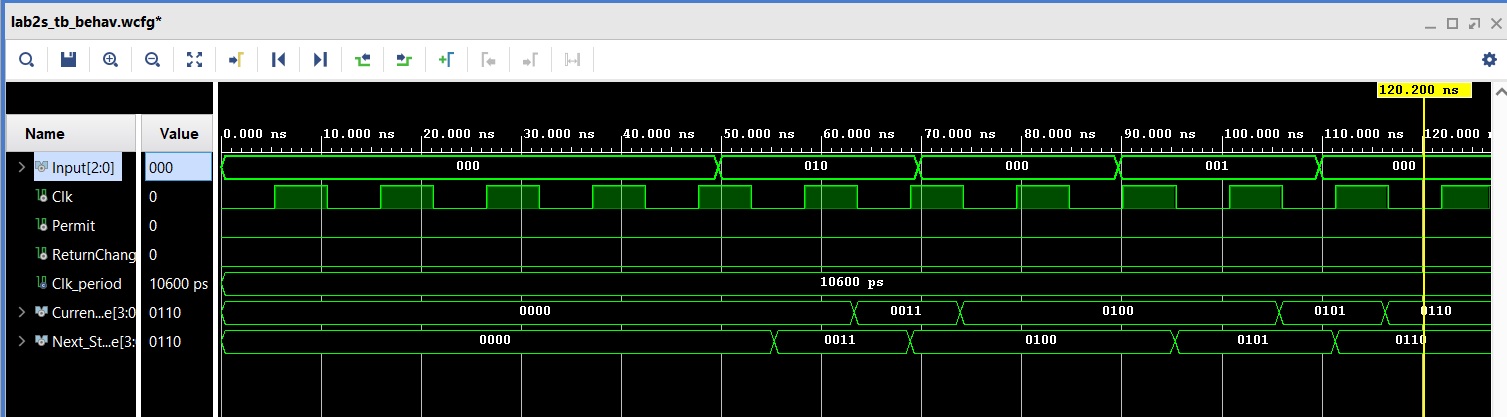 lab2s_tb_behav.wcfg*
120.200 ns
Name Value
0.000 ns 10.000 ns 20.000 ns 30.000 ns 40.000 ns 50.000 ns 60.000 ns 70.000 ns 80.000 ns 90.000 ns 100.000 ns 110.000 ns 120.000
Input[2:0] 000 000 010 000 001 000
Clk 0
Permit 0
ReturnChang 0
Clk_period 10600 ps 10600 ps
Curren...e[3:0 0110 0000 0011 0100 0101 0110
Next_St...e[3: 0110 0000 0011 0100 0101 0110